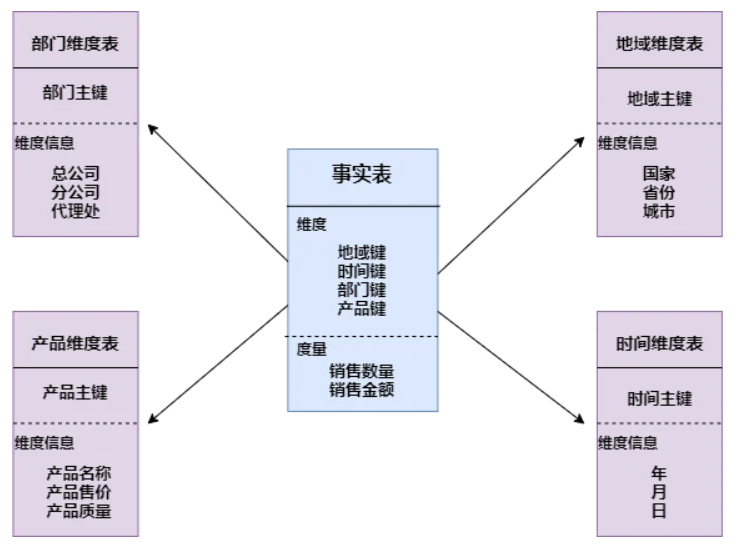 部门维度表
部门主键
维度信息
总公司
分公司
代理处
地域维度表
地域主键
维度信息
国家
省份
城市
事实表
维度
地域键
时间键
部门键
产品键
度量
销售数量
销售金额
产品维度表
产品主键
维度信息
产品名称
产品售价
产品质量
时间维度表
时间主键
维度信息
年
月
日